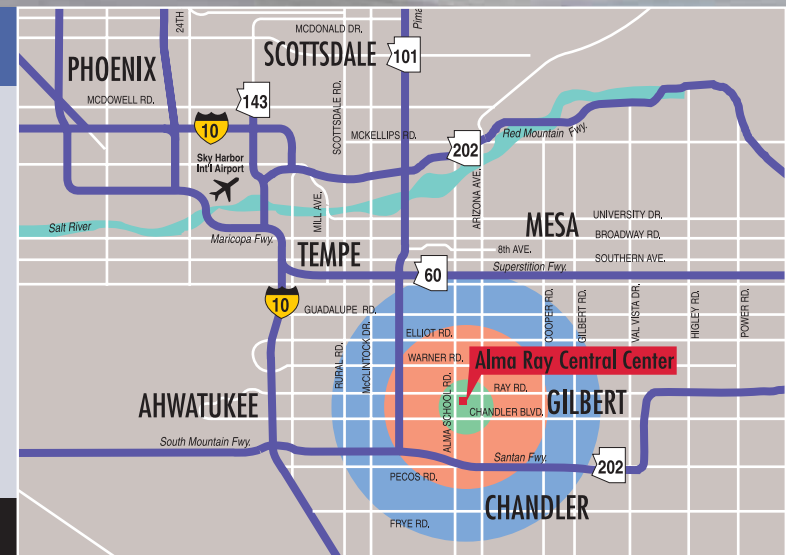 24TH
Pima
MCDONALD DR.
SCOTTSDALE
101
PHOENIX
MCDOWELL RD.
143
SCOTTSDALE RD.
10
MCKELLIPS RD.
Red Mountain Fwy.
202
Sky Harbor
Int'l Airport
MILL AVE.
ARIZONA AVE.
Salt River
Maricopa Fwy.
MESA
UNIVERSITY DR.
BROADWAY RD.
TEMPE
8th AVE.
SOUTHERN AVE.
Superstition Fwy.
60
10
GUADALUPE RD.
COOPER RD.
GILBERT RD.
VAL VISTA DR.
HIGLEY RD.
POWER RD.
ELLIOT RD.
RURAL RD.
McCLINTOCK DR.
WARNER RD.
Alma Ray Central Center
ALMA SCHOOL RD.
RAY RD.
AHWATUKEE
CHANDLER BLVD.
GILBERT
South Mountain Fwy.
Santan Fwy.
202
PECOS RD.
CHANDLER
FRYE RD.